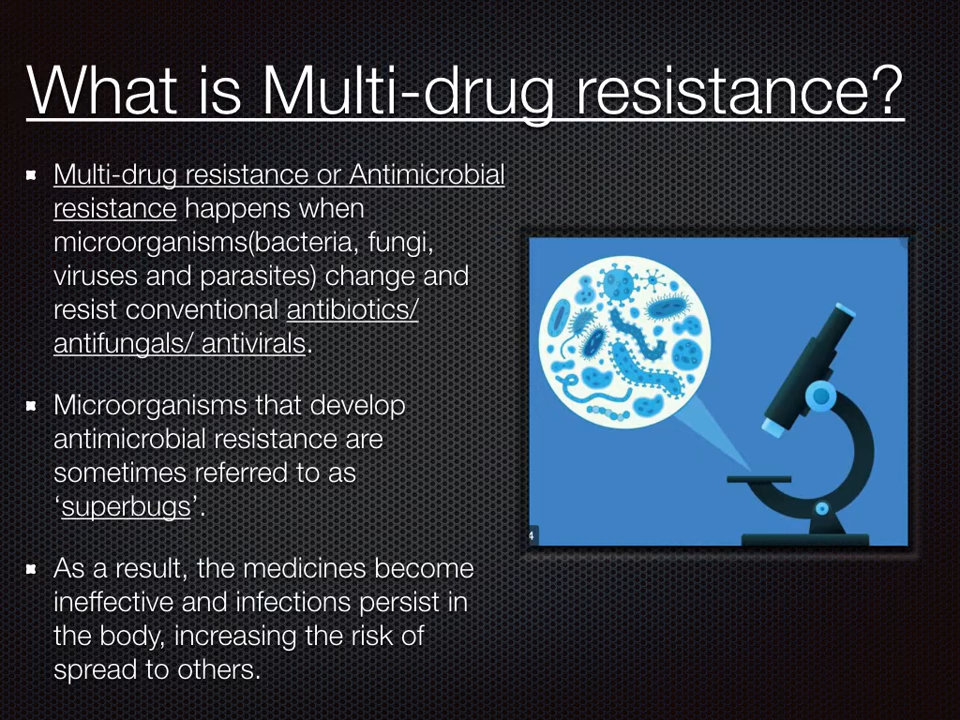 What is Multi-drug resistance?
Multi-drug resistance or Antimicrobial
resistance happens when
microorganisms(bacteria, fungi,
viruses and parasites) change and
resist conventional antibiotics/
antifungals/ antivirals.
Microorganisms that develop
antimicrobial resistance are
sometimes referred to as
‘superbugs’.
As a result, the medicines become
ineffective and infections persist in
the body, increasing the risk of
spread to others.
4